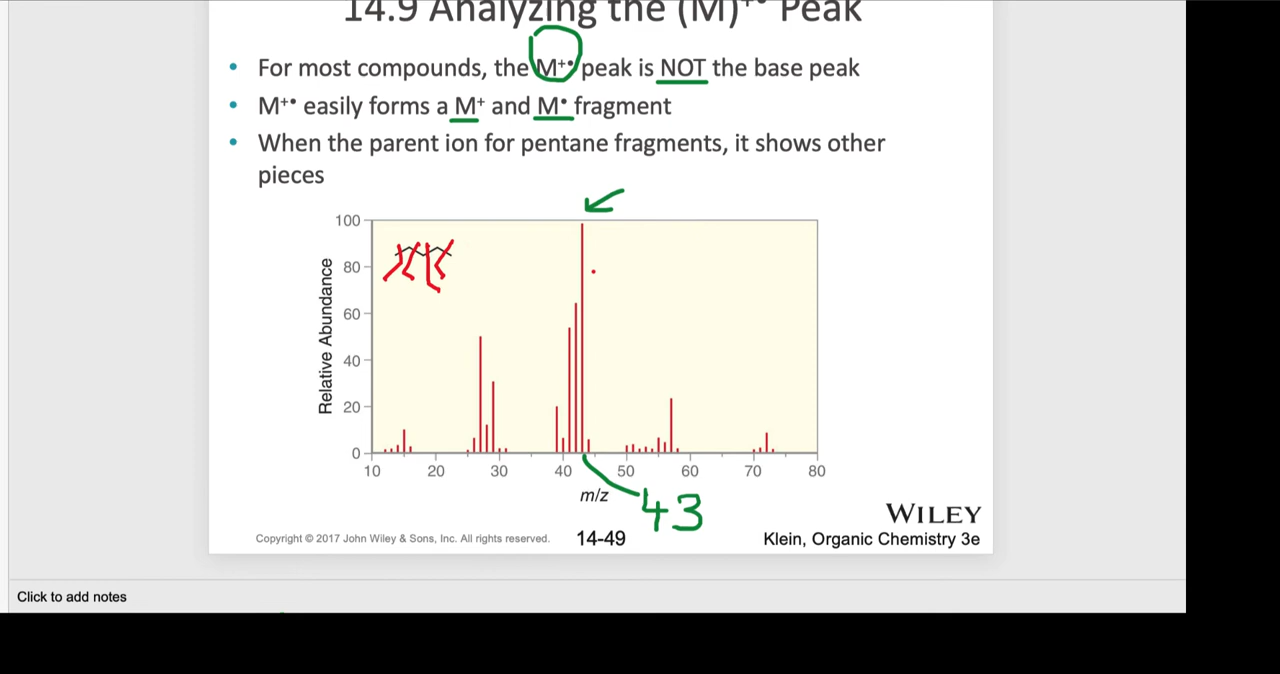 14.9 Analyzing the (M)⁺• Peak
• For most compounds, the M⁺• peak is NOT the base peak
• M⁺• easily forms a M⁺ and M• fragment
• When the parent ion for pentane fragments, it shows other
pieces
100
80
60
40
20
0
Relative Abundance
10 20 30 40 50 60 70 80
m/z
43
WILEY
Copyright © 2017 John Wiley & Sons, Inc. All rights reserved.
14-49
Klein, Organic Chemistry 3e
Click to add notes